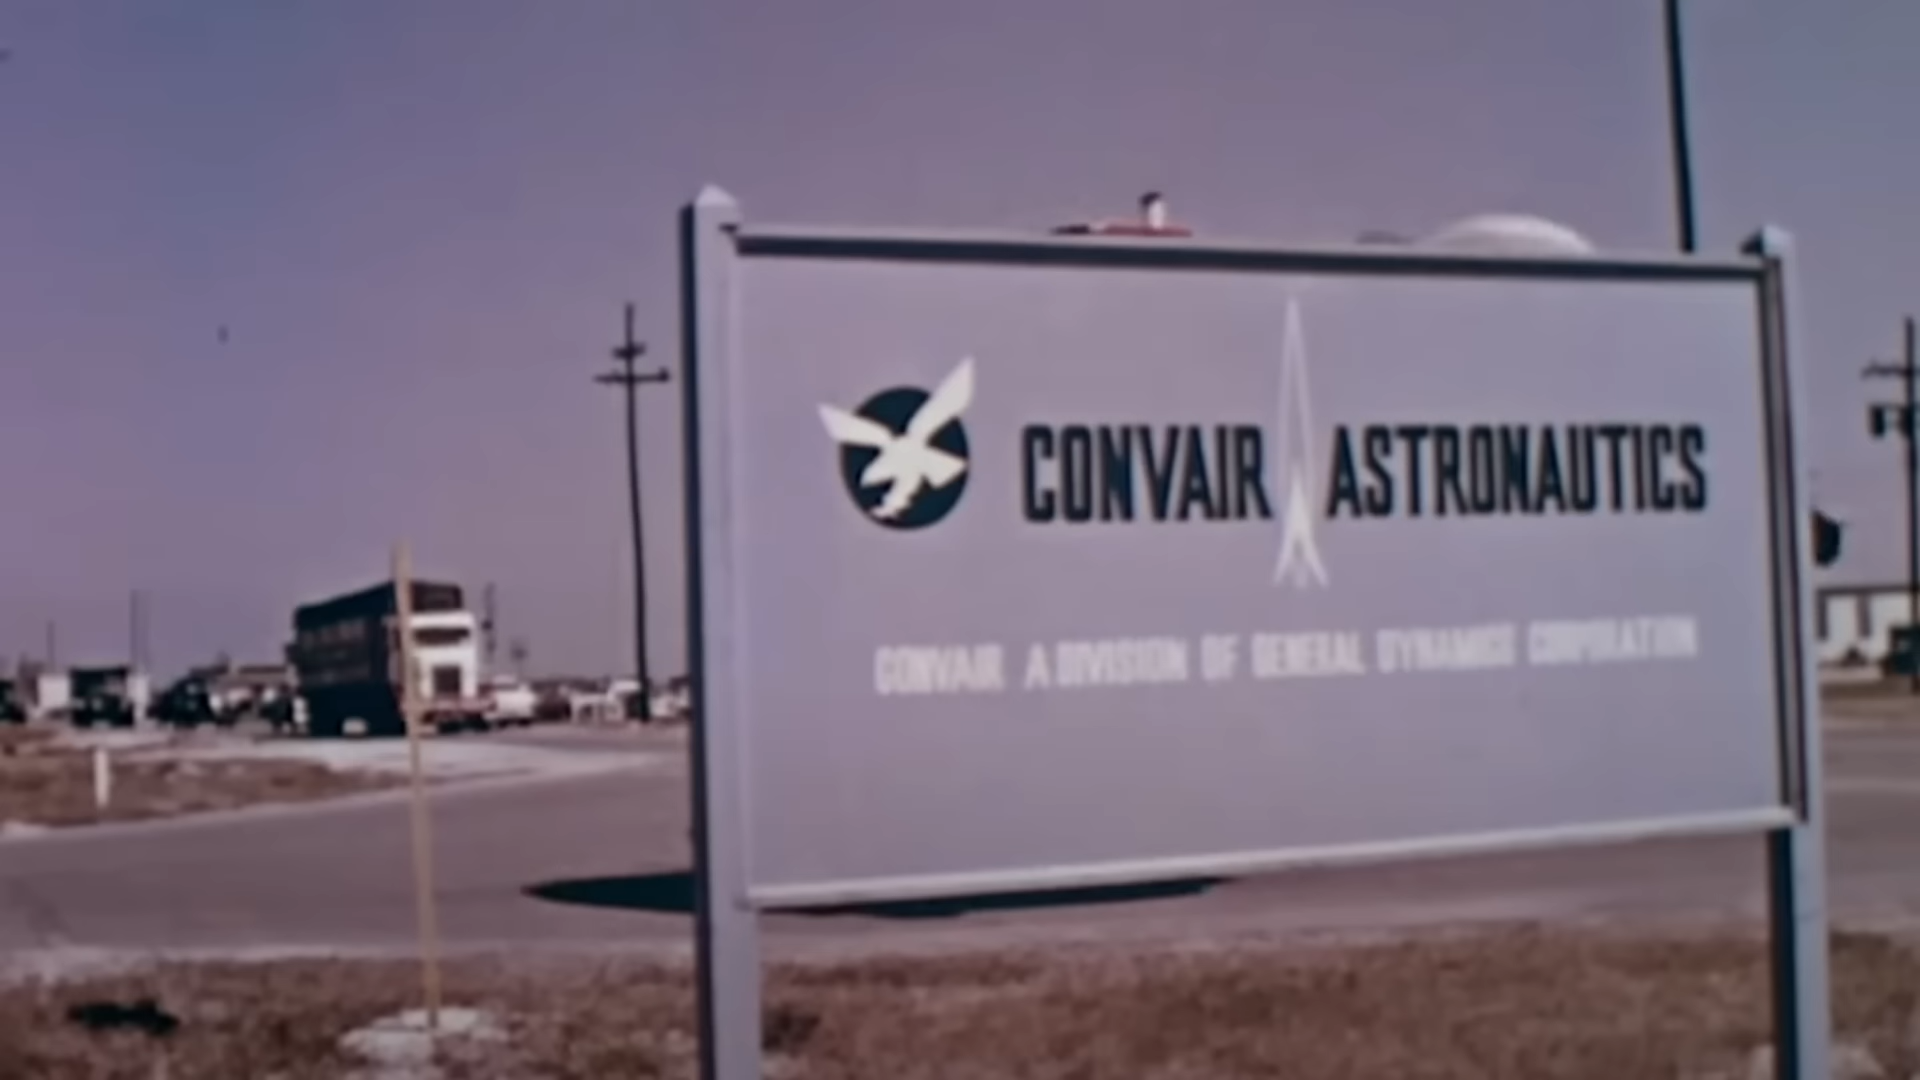 CONVAIR ASTRONAUTICS
CONVAIR A DIVISION OF GENERAL DYNAMICS CORPORATION